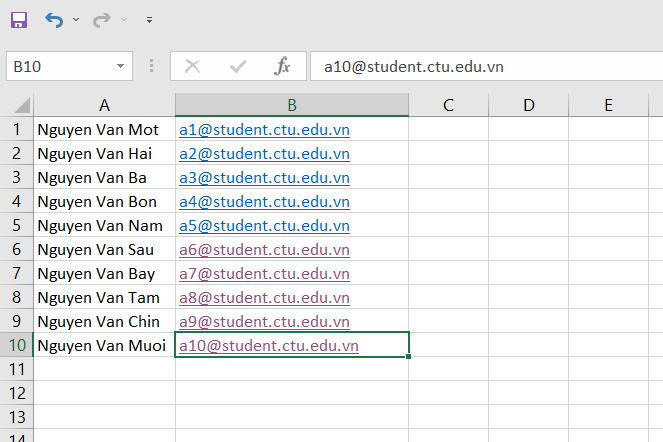 B10 fx a10@student.ctu.edu.vn
A B C D E
1 Nguyen Van Mot a1@student.ctu.edu.vn
2 Nguyen Van Hai a2@student.ctu.edu.vn
3 Nguyen Van Ba a3@student.ctu.edu.vn
4 Nguyen Van Bon a4@student.ctu.edu.vn
5 Nguyen Van Nam a5@student.ctu.edu.vn
6 Nguyen Van Sau a6@student.ctu.edu.vn
7 Nguyen Van Bay a7@student.ctu.edu.vn
8 Nguyen Van Tam a8@student.ctu.edu.vn
9 Nguyen Van Chin a9@student.ctu.edu.vn
10 Nguyen Van Muoi a10@student.ctu.edu.vn
11
12
13
14